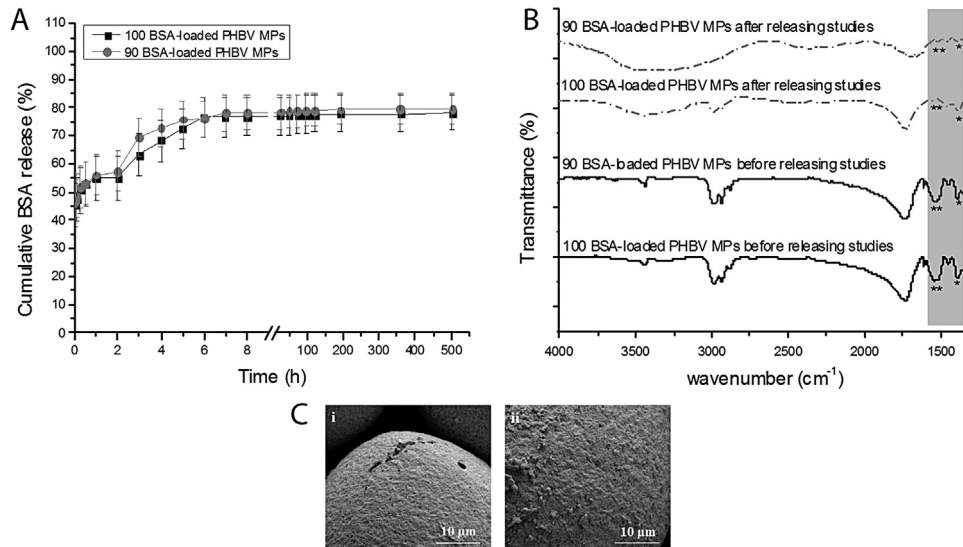 A
100 BSA-loaded PHBV MPs
90 BSA-loaded PHBV MPs
Cumulative BSA release (%)
110
100
90
80
70
60
50
40
30
20
10
0
0 2 4 6 8 100 200 300 400 500
Time (h)
B
90 BSA-loaded PHBV MPs after releasing studies
** *
100 BSA-loaded PHBV MPs after releasing studies
** *
90 BSA-loaded PHBV MPs before releasing studies
** *
100 BSA-loaded PHBV MPs before releasing studies
** *
Transmittance (%)
4000 3500 3000 2500 2000 1500
wavenumber (cm⁻¹)
C
i
10 µm
ii
10 µm